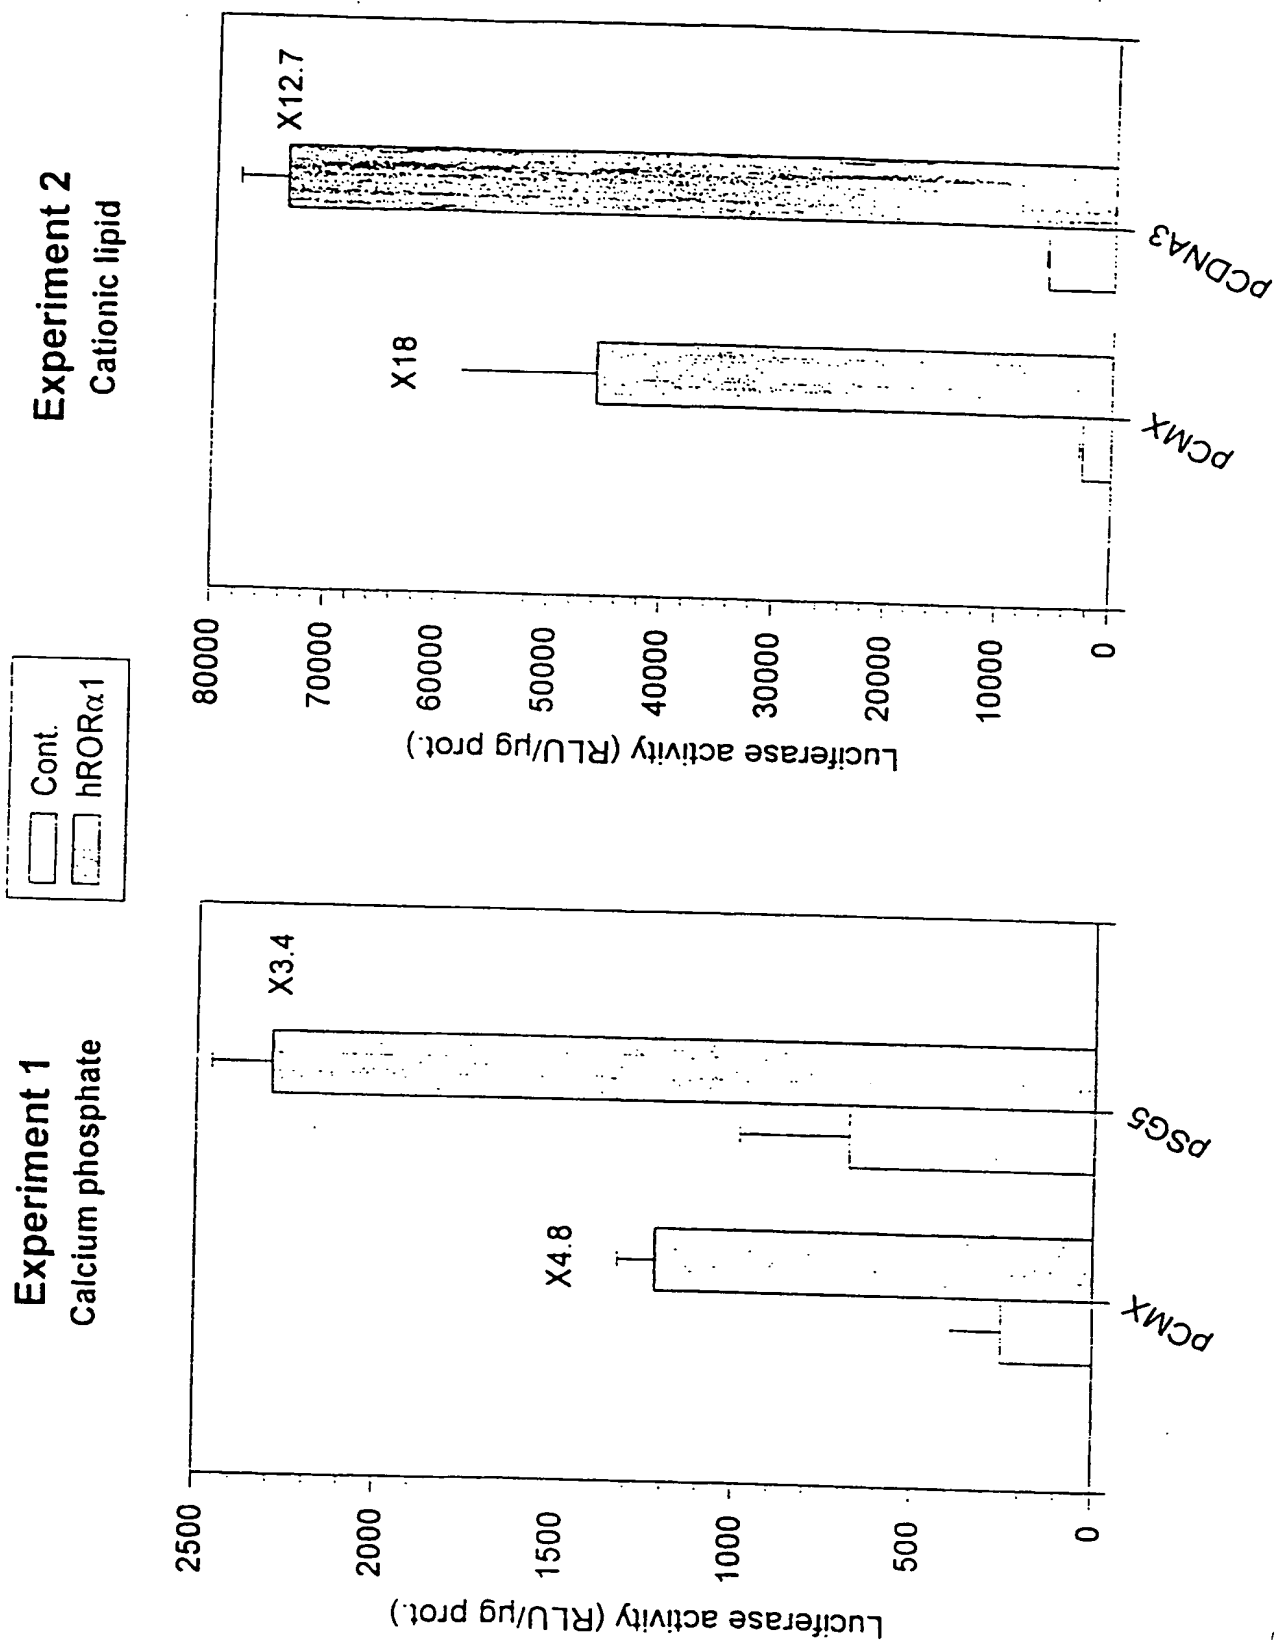 Cont.
hRORα1
Experiment 1
Calcium phosphate
Luciferase activity (RLU/µg prot.)
2500
2000
1500
1000
500
0
X4.8
X3.4
pCMX
pSG5
Experiment 2
Cationic lipid
Luciferase activity (RLU/µg prot.)
80000
70000
60000
50000
40000
30000
20000
10000
0
X18
X12.7
pCMX
pCDNA3